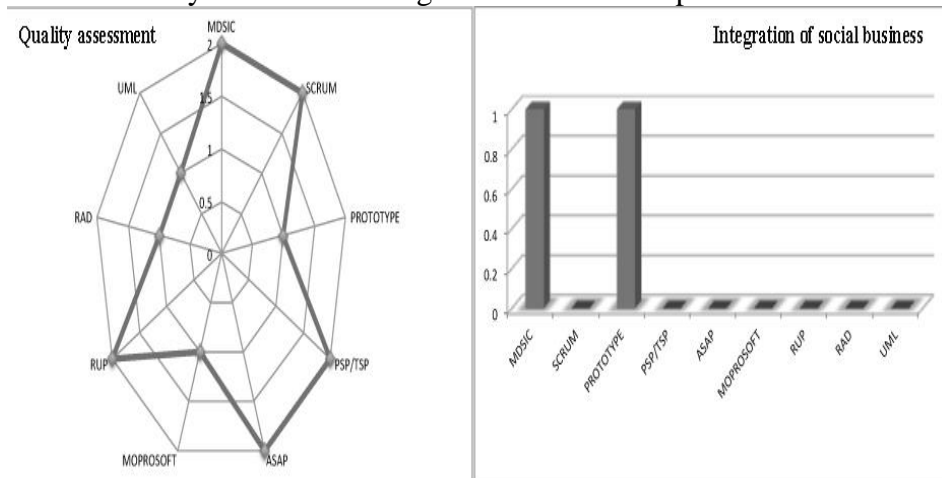 Quality assessment
MDSIC
2
UML
SCRUM
1.5
1
RAD
PROTOTYPE
0.5
0
RUP
PSP/TSP
MOPROSOFT
ASAP
Integration of social business
1
0.8
0.6
0.4
0.2
0
MDSIC
SCRUM
PROTOTYPE
PSP/TSP
ASAP
MOPROSOFT
RUP
RAD
UML